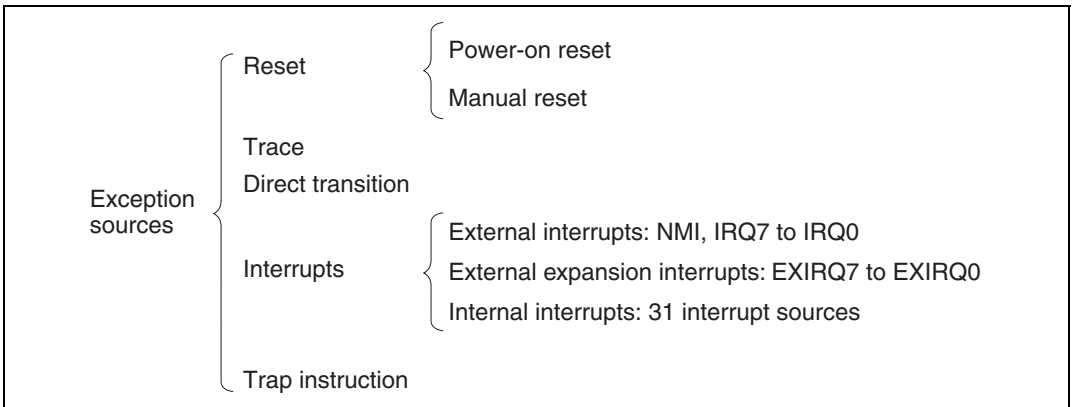 Exception
sources
Reset
Power-on reset
Manual reset
Trace
Direct transition
Interrupts
External interrupts: NMI, IRQ7 to IRQ0
External expansion interrupts: EXIRQ7 to EXIRQ0
Internal interrupts: 31 interrupt sources
Trap instruction